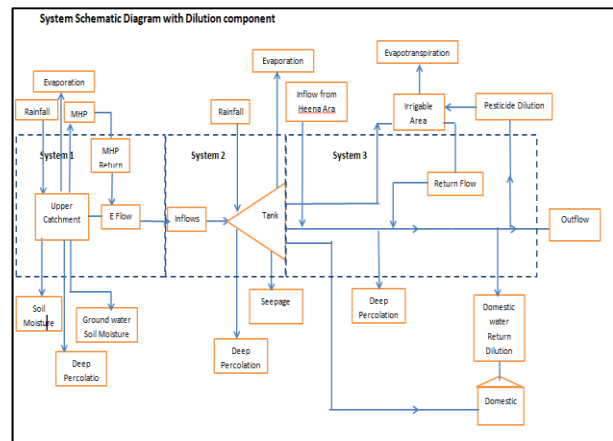 System Schematic Diagram with Dilution component
Evaporation
Rainfall
MHP
MHP
Return
System 1
Upper
Catchment
E Flow
Soil
Moisture
Deep
Percolatio
Ground water
Soil Moisture
Evaporation
Rainfall
System 2
Inflows
Tank
Seepage
Deep
Percolation
Inflow from
Heena Ara
System 3
Evapotranspiration
Irrigable
Area
Pesticide Dilution
Return Flow
Outflow
Deep
Percolation
Domestic
water
Return
Dilution
Domestic